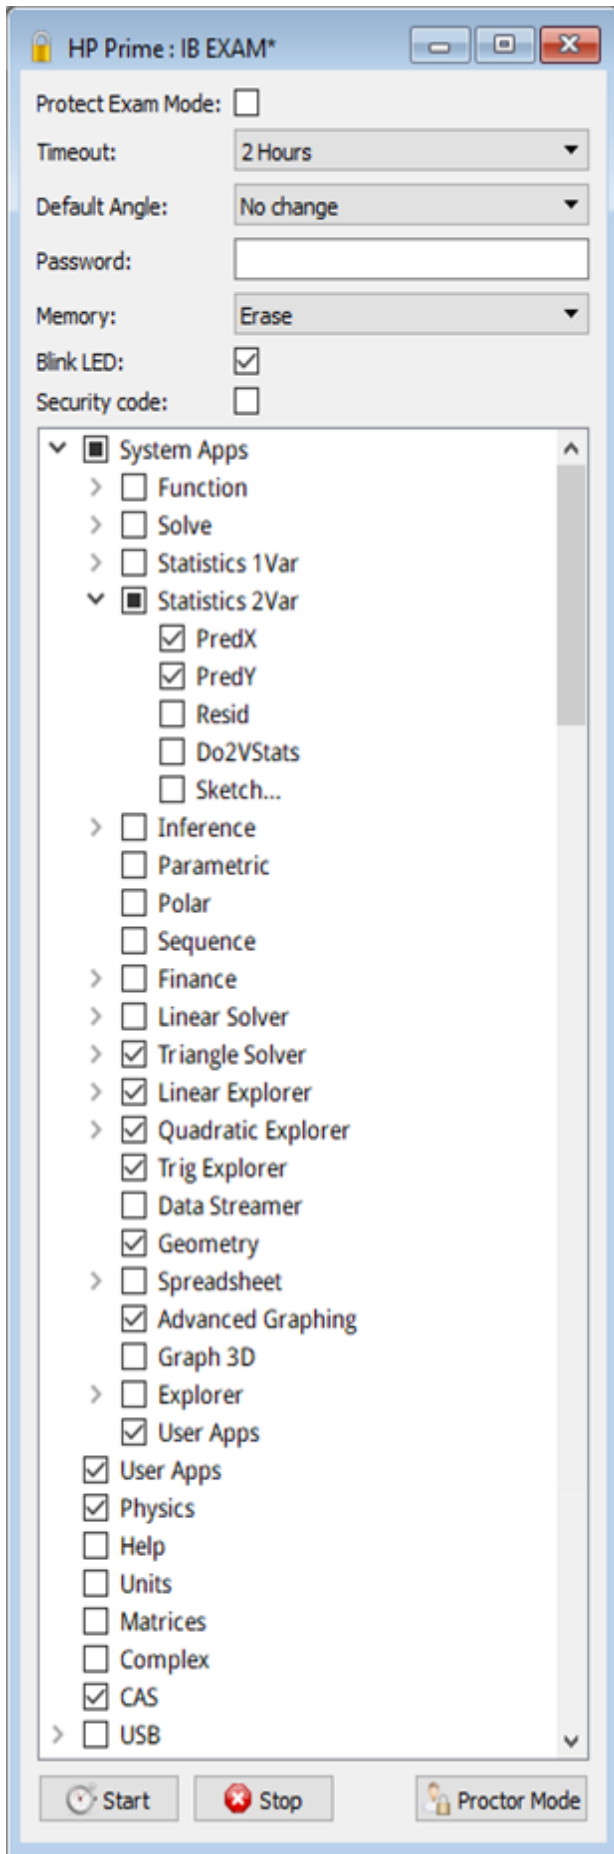 HP Prime : IB EXAM*
Protect Exam Mode:
Timeout: 2 Hours
Default Angle: No change
Password:
Memory: Erase
Blink LED:
Security code:
System Apps
Function
Solve
Statistics 1Var
Statistics 2Var
PredX
PredY
Resid
Do2VStats
Sketch...
Inference
Parametric
Polar
Sequence
Finance
Linear Solver
Triangle Solver
Linear Explorer
Quadratic Explorer
Trig Explorer
Data Streamer
Geometry
Spreadsheet
Advanced Graphing
Graph 3D
Explorer
User Apps
User Apps
Physics
Help
Units
Matrices
Complex
CAS
USB
Start Stop Proctor Mode